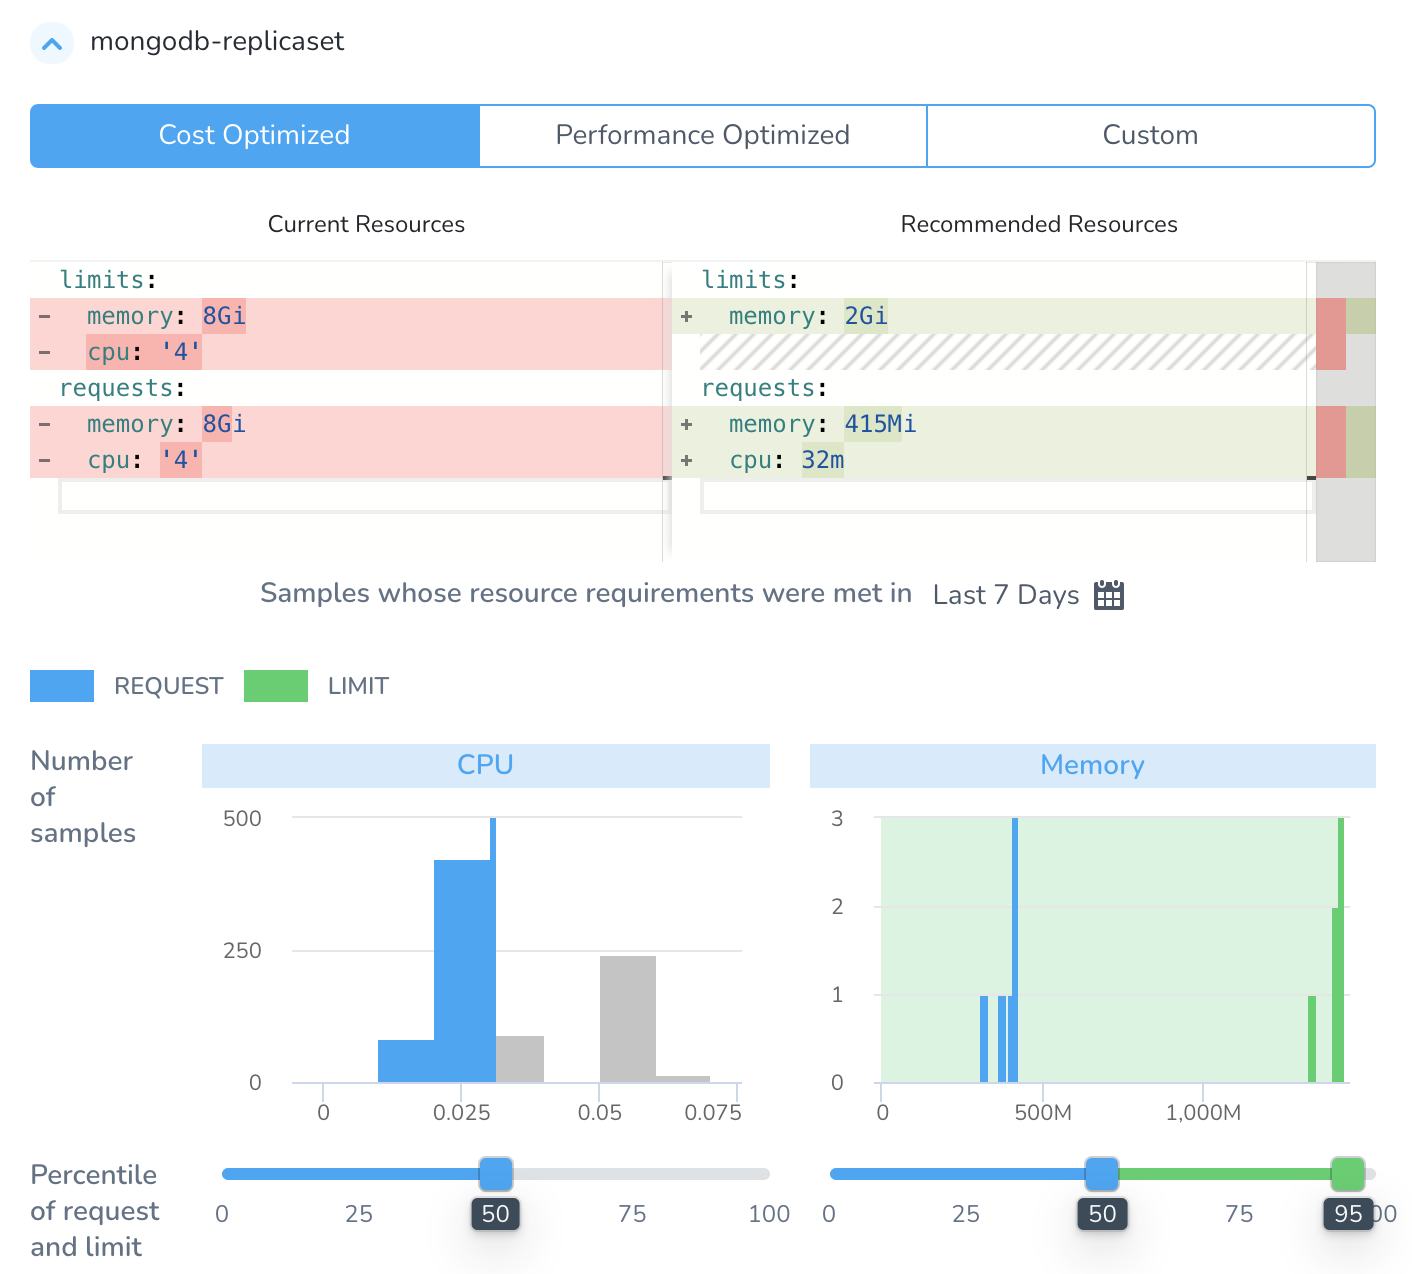 mongodb-replicaset
Cost Optimized
Performance Optimized
Custom
Current Resources
Recommended Resources
limits:
- memory: 8Gi
- cpu: '4'
requests:
- memory: 8Gi
- cpu: '4'
limits:
+ memory: 2Gi
requests:
+ memory: 415Mi
+ cpu: 32m
Samples whose resource requirements were met in Last 7 Days
REQUEST LIMIT
Number
of
samples
CPU
500
250
0
0 0.025 0.05 0.075
Memory
3
2
1
0
0 500M 1,000M
Percentile
of request
and limit
0 25 50 75 100
0 25 50 75 95 00